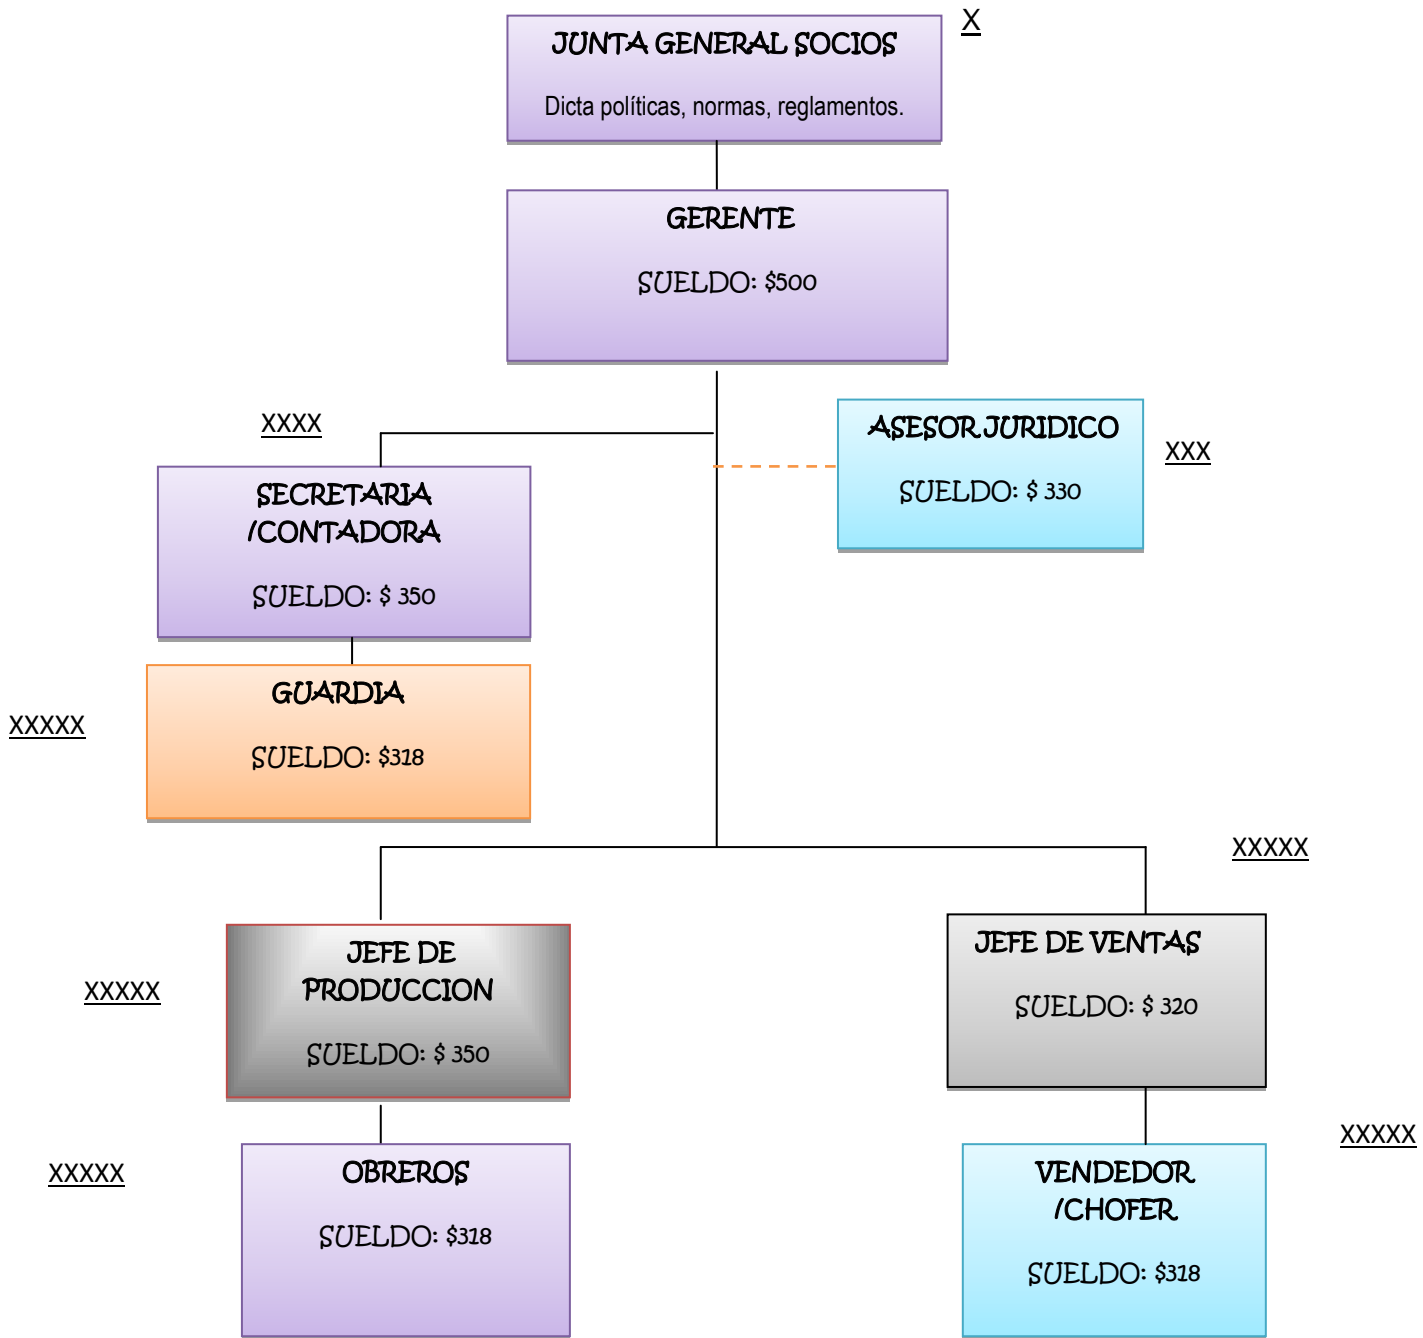 X
JUNTA GENERAL SOCIOS
Dicta políticas, normas, reglamentos.
GERENTE
SUELDO: $500
XXXX
ASESOR JURIDICO
XXX
SUELDO: $ 330
SECRETARIA
/CONTADORA
SUELDO: $ 350
GUARDIA
XXXXX
SUELDO: $318
XXXXX
JEFE DE
PRODUCCION
XXXXX
SUELDO: $ 350
JEFE DE VENTAS
SUELDO: $ 320
XXXXX
XXXXX
OBREROS
SUELDO: $318
VENDEDOR
/CHOFER
SUELDO: $318